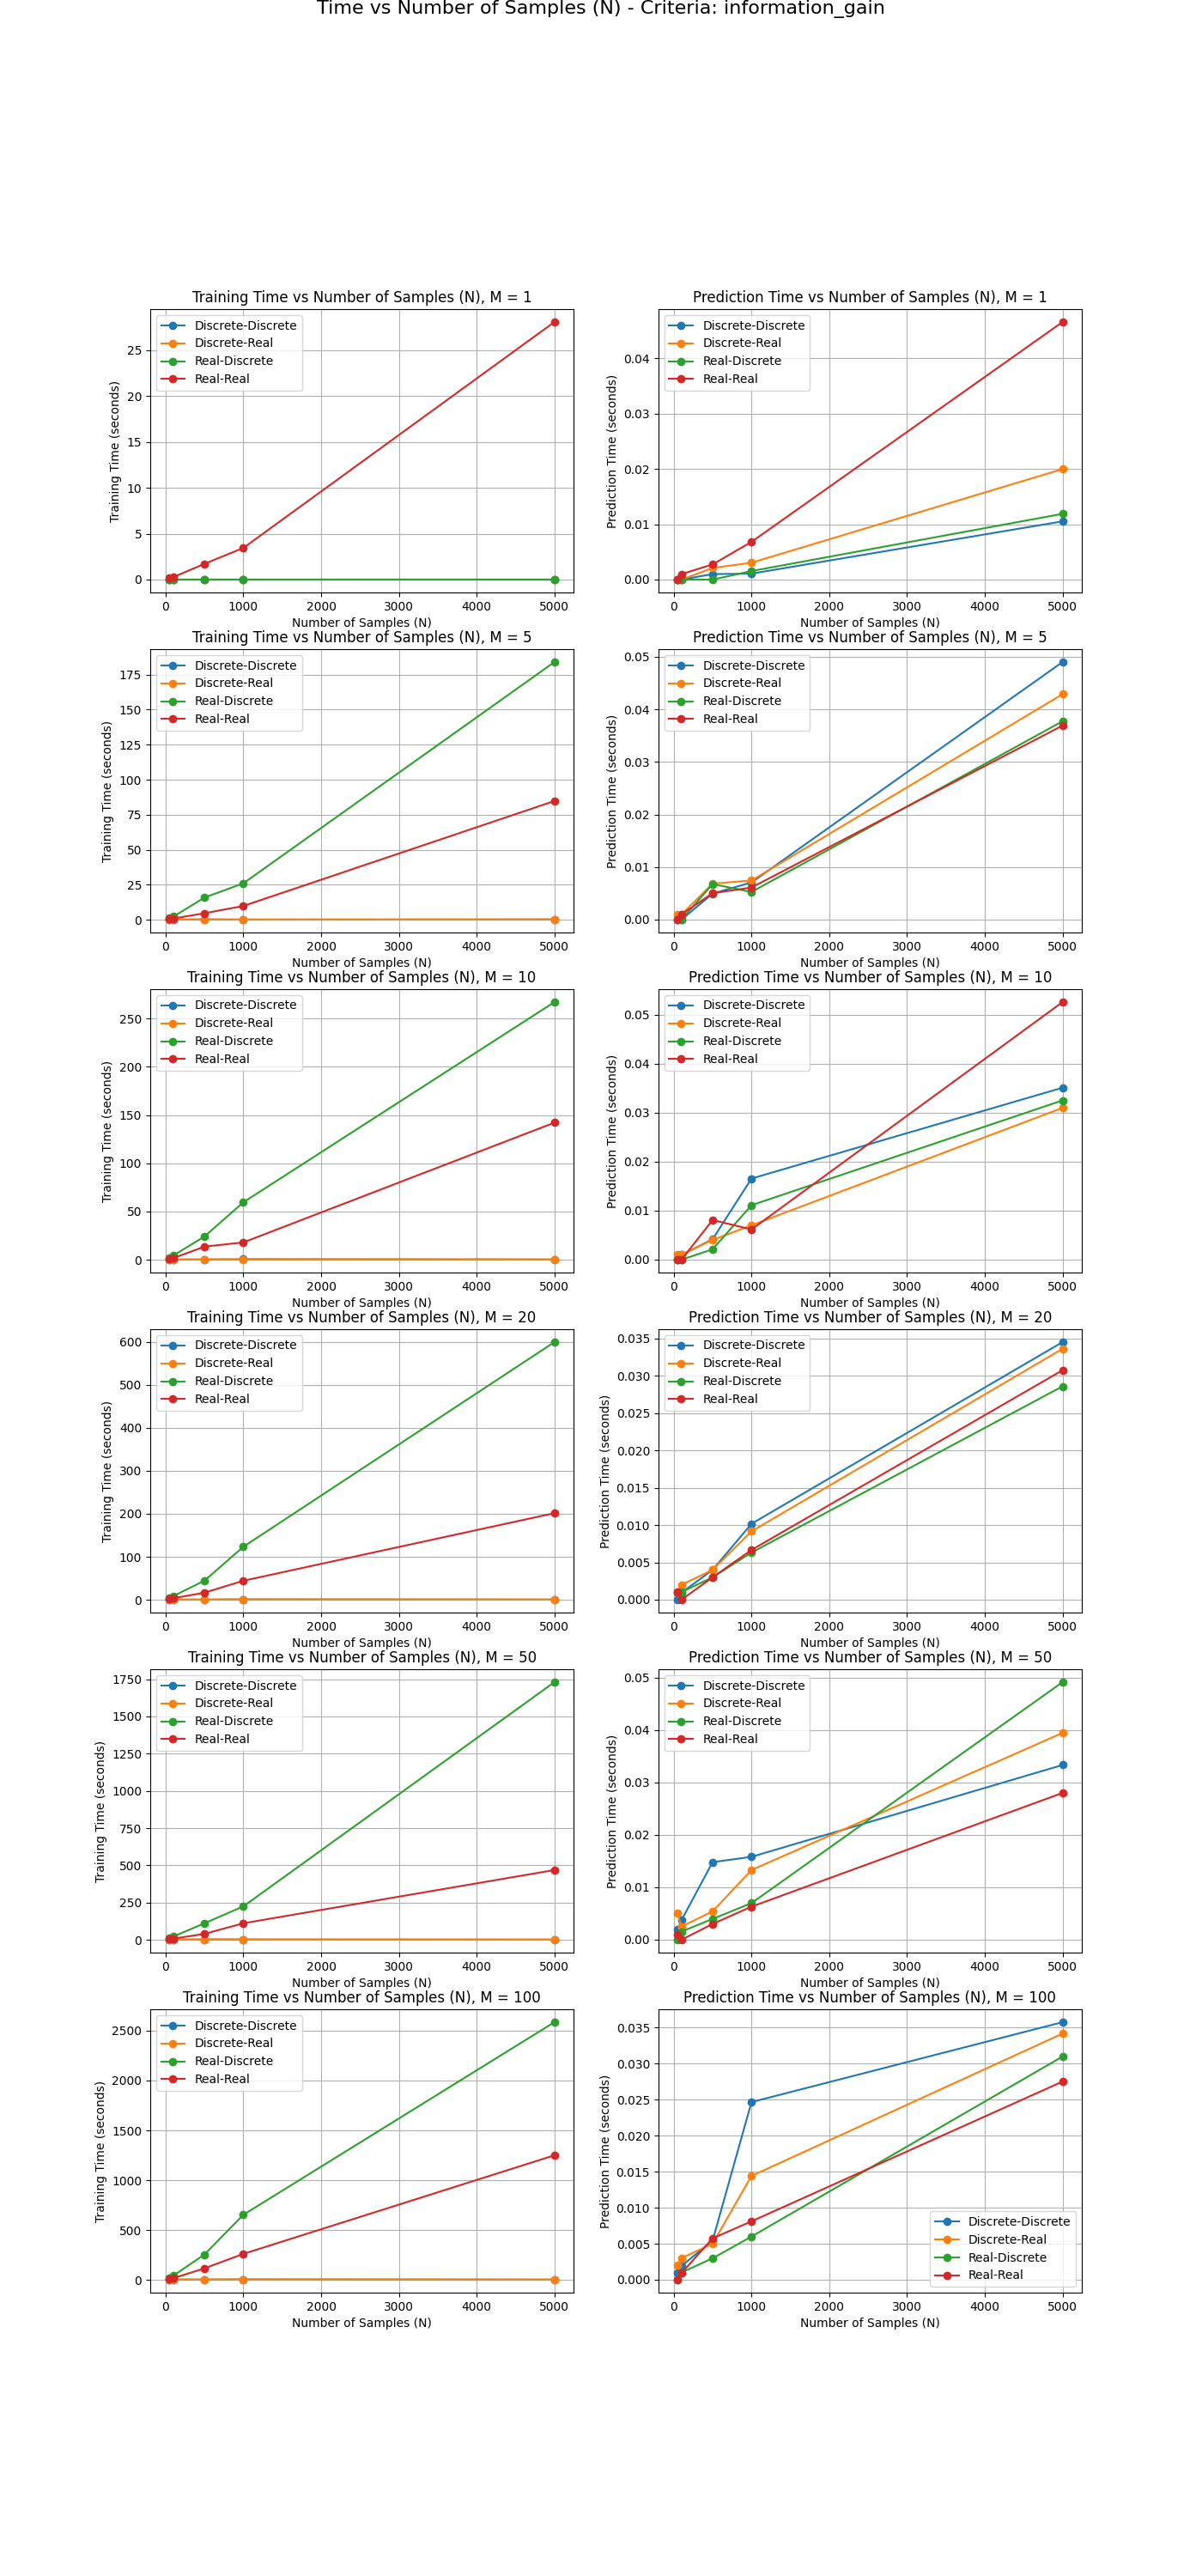 Time vs Number of Samples (N) - Criteria: information_gain
Training Time vs Number of Samples (N), M = 1
Discrete-Discrete
Discrete-Real
Real-Discrete
Real-Real
Training Time (seconds)
25
20
15
10
5
0
0 1000 2000 3000 4000 5000
Number of Samples (N)
Prediction Time vs Number of Samples (N), M = 1
Discrete-Discrete
Discrete-Real
Real-Discrete
Real-Real
Prediction Time (seconds)
0.04
0.03
0.02
0.01
0.00
0 1000 2000 3000 4000 5000
Number of Samples (N)
Training Time vs Number of Samples (N), M = 5
Discrete-Discrete
Discrete-Real
Real-Discrete
Real-Real
Training Time (seconds)
175
150
125
100
75
50
25
0
0 1000 2000 3000 4000 5000
Number of Samples (N)
Prediction Time vs Number of Samples (N), M = 5
Discrete-Discrete
Discrete-Real
Real-Discrete
Real-Real
Prediction Time (seconds)
0.05
0.04
0.03
0.02
0.01
0.00
0 1000 2000 3000 4000 5000
Number of Samples (N)
Training Time vs Number of Samples (N), M = 10
Discrete-Discrete
Discrete-Real
Real-Discrete
Real-Real
Training Time (seconds)
250
200
150
100
50
0
0 1000 2000 3000 4000 5000
Number of Samples (N)
Prediction Time vs Number of Samples (N), M = 10
Discrete-Discrete
Discrete-Real
Real-Discrete
Real-Real
Prediction Time (seconds)
0.05
0.04
0.03
0.02
0.01
0.00
0 1000 2000 3000 4000 5000
Number of Samples (N)
Training Time vs Number of Samples (N), M = 20
Discrete-Discrete
Discrete-Real
Real-Discrete
Real-Real
Training Time (seconds)
600
500
400
300
200
100
0
0 1000 2000 3000 4000 5000
Number of Samples (N)
Prediction Time vs Number of Samples (N), M = 20
Discrete-Discrete
Discrete-Real
Real-Discrete
Real-Real
Prediction Time (seconds)
0.035
0.030
0.025
0.020
0.015
0.010
0.005
0.000
0 1000 2000 3000 4000 5000
Number of Samples (N)
Training Time vs Number of Samples (N), M = 50
Discrete-Discrete
Discrete-Real
Real-Discrete
Real-Real
Training Time (seconds)
1750
1500
1250
1000
750
500
250
0
0 1000 2000 3000 4000 5000
Number of Samples (N)
Prediction Time vs Number of Samples (N), M = 50
Discrete-Discrete
Discrete-Real
Real-Discrete
Real-Real
Prediction Time (seconds)
0.05
0.04
0.03
0.02
0.01
0.00
0 1000 2000 3000 4000 5000
Number of Samples (N)
Training Time vs Number of Samples (N), M = 100
Discrete-Discrete
Discrete-Real
Real-Discrete
Real-Real
Training Time (seconds)
2500
2000
1500
1000
500
0
0 1000 2000 3000 4000 5000
Number of Samples (N)
Prediction Time vs Number of Samples (N), M = 100
Prediction Time (seconds)
0.035
0.030
0.025
0.020
0.015
0.010
0.005
0.000
Discrete-Discrete
Discrete-Real
Real-Discrete
Real-Real
0 1000 2000 3000 4000 5000
Number of Samples (N)